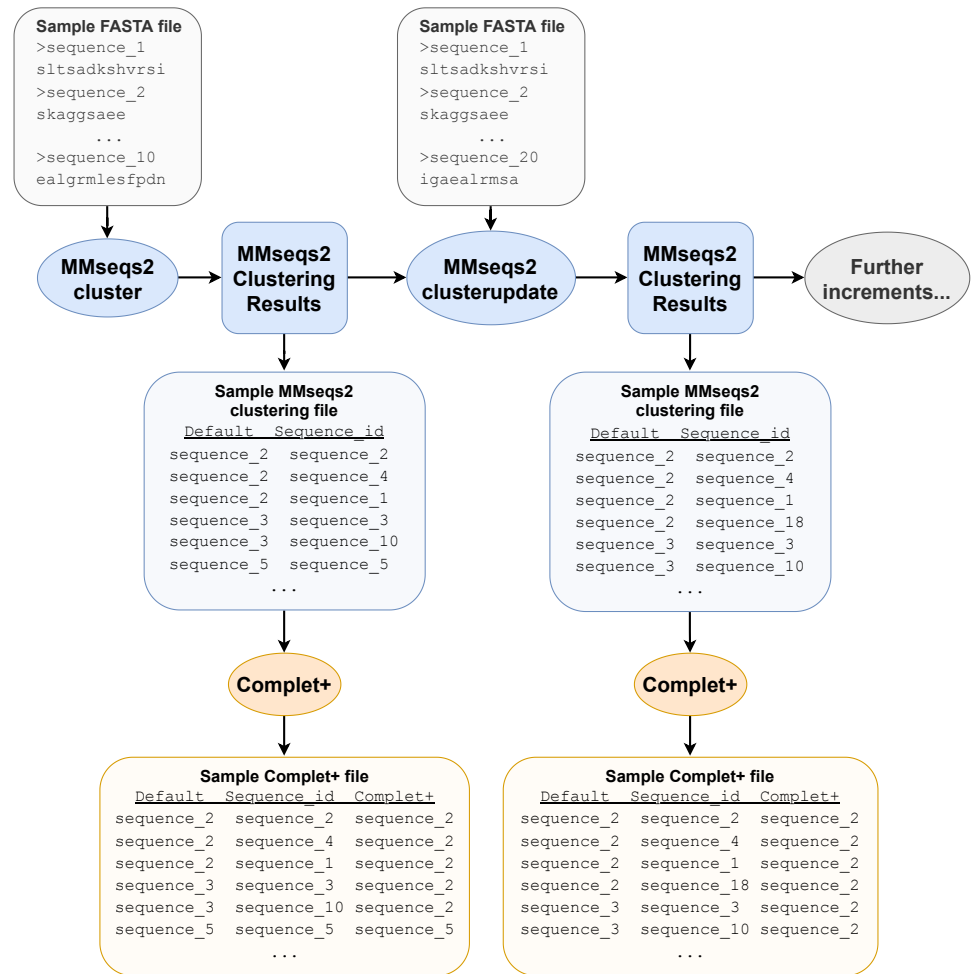 Sample FASTA file
>sequence_1
sltsadkshvrsi
>sequence_2
skaggsaee
...
>sequence_10
ealgrmlesfpdn
Sample FASTA file
>sequence_1
sltsadkshvrsi
>sequence_2
skaggsaee
...
>sequence_20
igaealrmsa
MMseqs2
cluster
MMseqs2
Clustering
Results
MMseqs2
clusterupdate
MMseqs2
Clustering
Results
Further
increments...
Sample MMseqs2
clustering file
Default Sequence_id
sequence_2 sequence_2
sequence_2 sequence_4
sequence_2 sequence_1
sequence_3 sequence_3
sequence_3 sequence_10
sequence_5 sequence_5
...
Sample MMseqs2
clustering file
Default Sequence_id
sequence_2 sequence_2
sequence_2 sequence_4
sequence_2 sequence_1
sequence_2 sequence_18
sequence_3 sequence_3
sequence_3 sequence_10
...
Complet+
Complet+
Sample Complet+ file
Default Sequence_id Complet+
sequence_2 sequence_2 sequence_2
sequence_2 sequence_4 sequence_2
sequence_2 sequence_1 sequence_2
sequence_3 sequence_3 sequence_2
sequence_3 sequence_10 sequence_2
sequence_5 sequence_5 sequence_5
...
Sample Complet+ file
Default Sequence_id Complet+
sequence_2 sequence_2 sequence_2
sequence_2 sequence_4 sequence_2
sequence_2 sequence_1 sequence_2
sequence_2 sequence_18 sequence_2
sequence_3 sequence_3 sequence_2
sequence_3 sequence_10 sequence_2
...